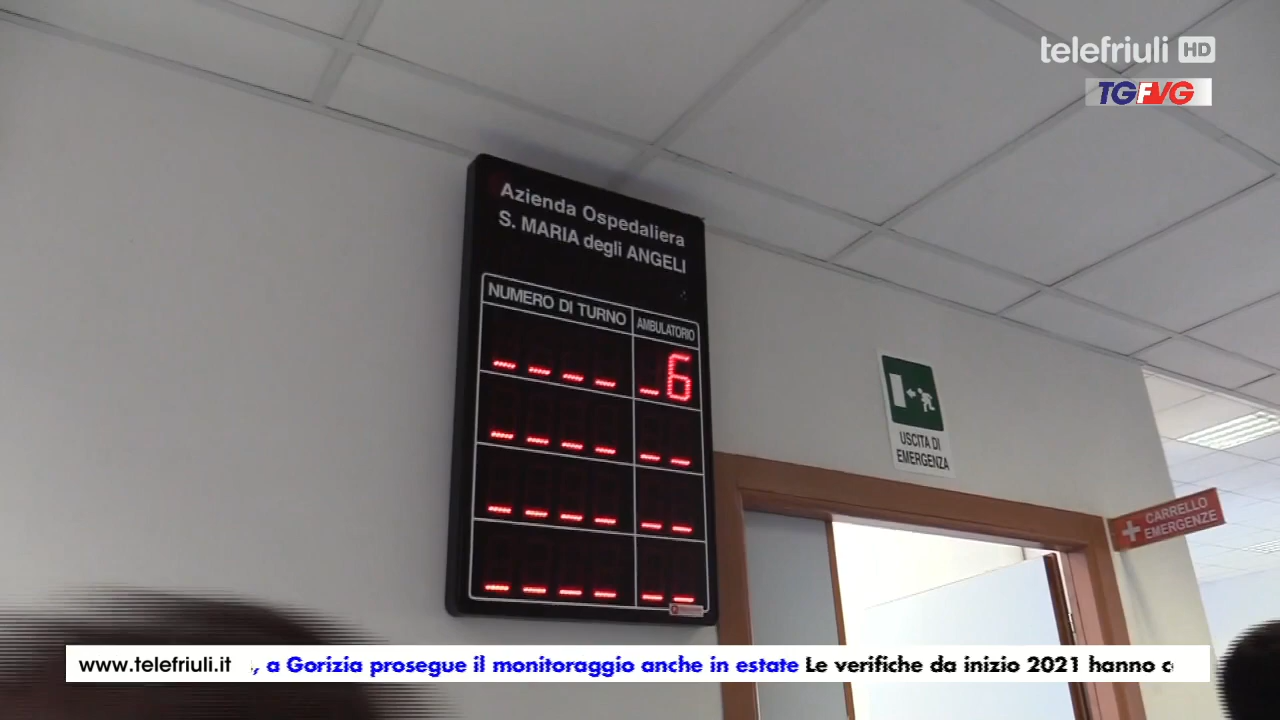 telefriuli HD
TGFVG
Azienda Ospedaliera
S. MARIA degli ANGELI
NUMERO DI TURNO AMBULATORIO
_ _ _ _ _6
_ _ _ _ _ _
_ _ _ _ _ _
_ _ _ _ _ _
USCITA DI
EMERGENZA
CARRELLO
EMERGENZE
www.telefriuli.it , a Gorizia prosegue il monitoraggio anche in estate Le verifiche da inizio 2021 hanno